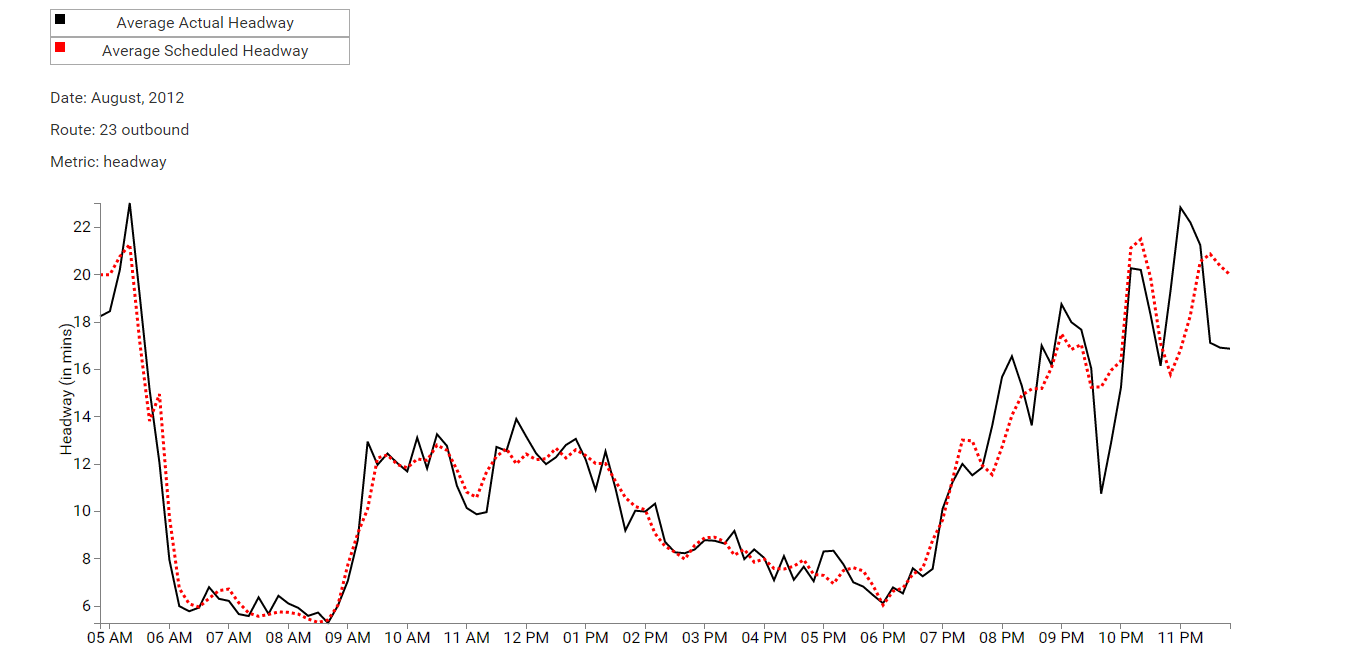 Average Actual Headway
Average Scheduled Headway
Date: August, 2012
Route: 23 outbound
Metric: headway
Headway (in mins)
22
20
18
16
14
12
10
8
6
05 AM 06 AM 07 AM 08 AM 09 AM 10 AM 11 AM 12 PM 01 PM 02 PM 03 PM 04 PM 05 PM 06 PM 07 PM 08 PM 09 PM 10 PM 11 PM